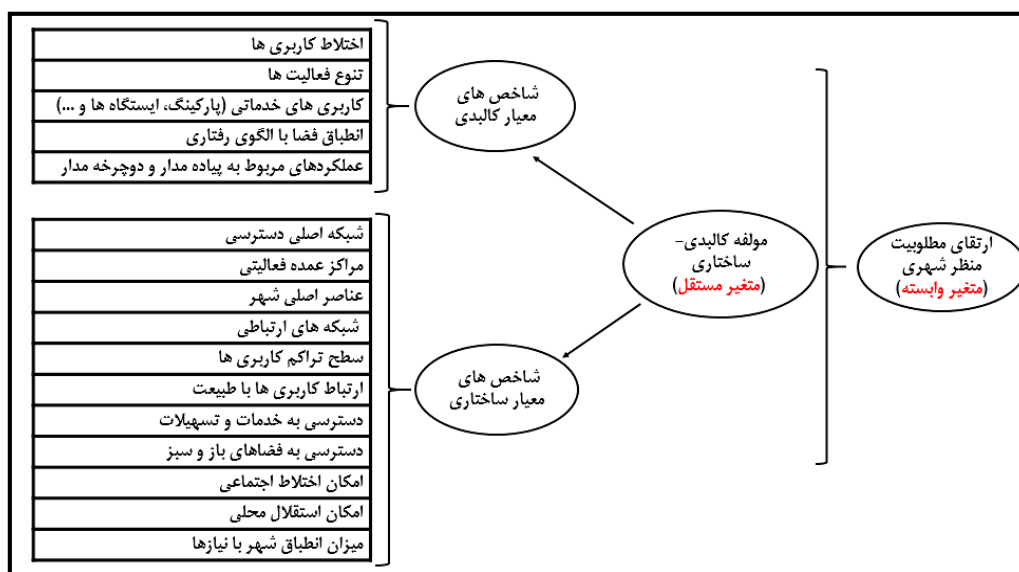 ارتقای مطلوبیت
منظر شهری
(متغیر وابسته)
مولفه کالبدی-
ساختاری
(متغیر مستقل)
شاخص های
معیار کالبدی
اختلاط کاربری ها
تنوع فعالیت ها
کاربری های خدماتی (پارکینگ، ایستگاه ها و ...)
انطباق فضا با الگوی رفتاری
عملکردهای مربوط به پیاده مدار و دوچرخه مدار
شاخص های
معیار ساختاری
شبکه اصلی دسترسی
مراکز عمده فعالیتی
عناصر اصلی شهر
شبکه های ارتباطی
سطح تراکم کاربری ها
ارتباط کاربری ها با طبیعت
دسترسی به خدمات و تسهیلات
دسترسی به فضاهای باز و سبز
امکان اختلاط اجتماعی
امکان استقلال محلی
میزان انطباق شهر با نیازها